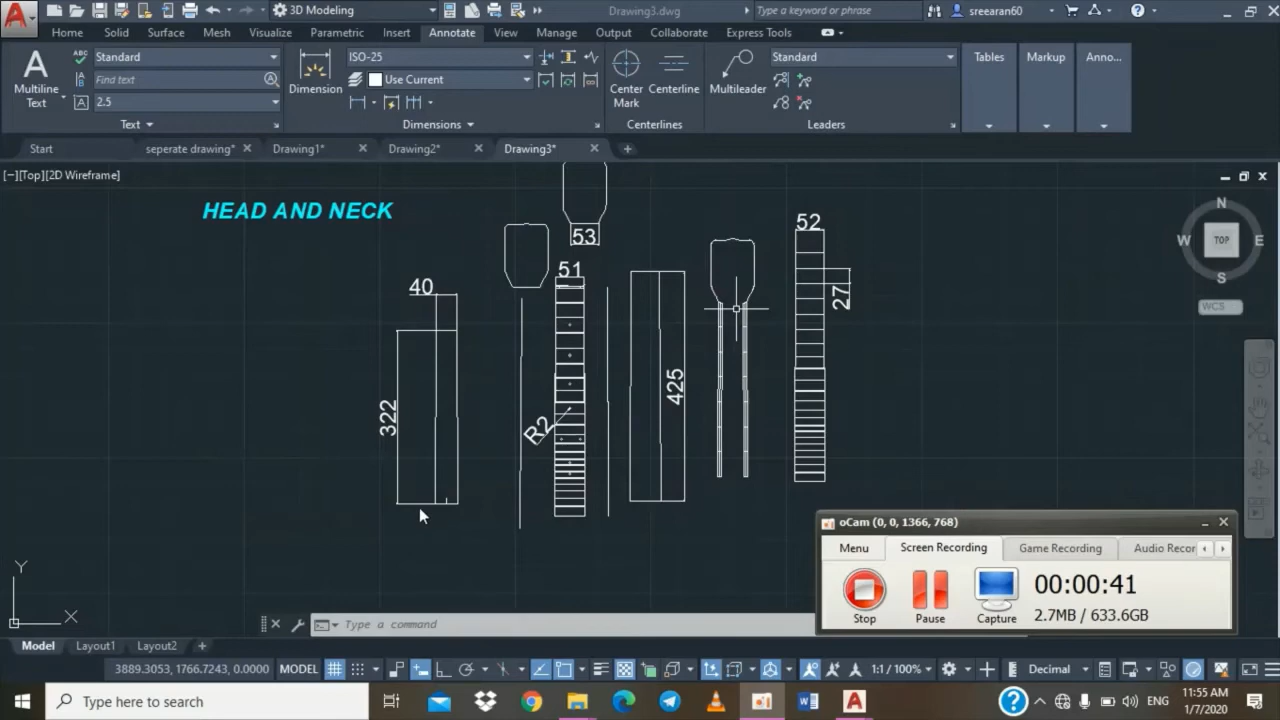 3D Modeling
Drawing3.dwg
Type a keyword or phrase
sreearan60
Home Solid Surface Mesh Visualize Parametric Insert Annotate View Manage Output Collaborate Express Tools
Standard
Find text
2.5
Multiline
Text
Text
Dimension
ISO-25
Use Current
Dimensions
Center
Mark
Centerline
Centerlines
Multileader
Standard
Leaders
Tables
Markup
Anno...
Start seperate drawing* Drawing1* Drawing2* Drawing3*
[−][Top][2D Wireframe]
HEAD AND NECK
N
W TOP E
S
WCS
53
52
51
40
27
322
R2
425
Y
X
oCam (0, 0, 1366, 768)
Menu Screen Recording Game Recording Audio Recor
Stop
Pause
Capture
00:00:41
2.7MB / 633.6GB
Type a command
Model Layout1 Layout2
3889.3053, 1766.7243, 0.0000 MODEL 1:1 / 100% Decimal
Type here to search
ENG
11:55 AM
1/7/2020